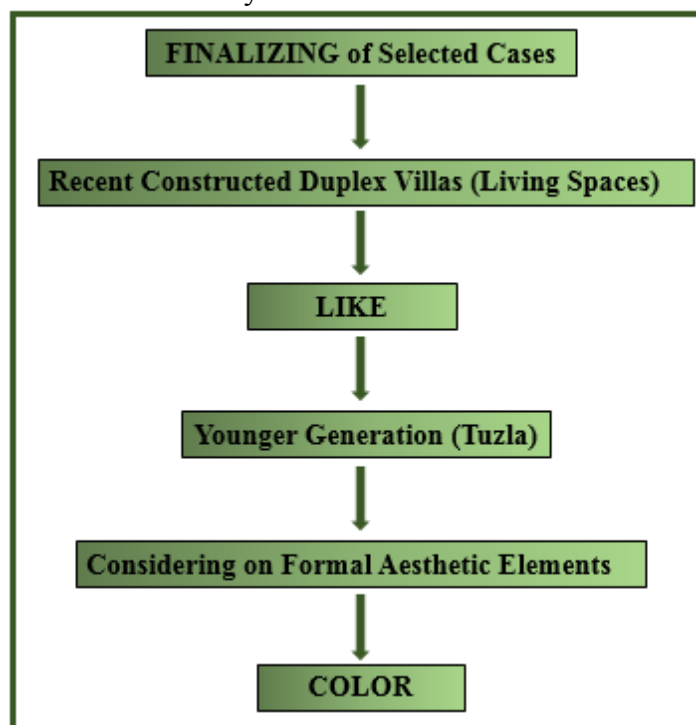 FINALIZING of Selected Cases
Recent Constructed Duplex Villas (Living Spaces)
LIKE
Younger Generation (Tuzla)
Considering on Formal Aesthetic Elements
COLOR